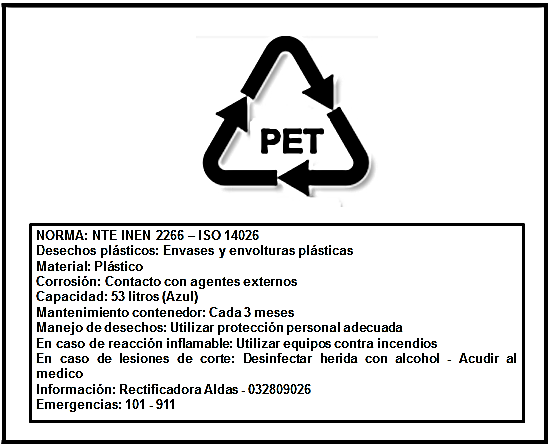 PET
NORMA: NTE INEN 2266 – ISO 14026
Desechos plásticos: Envases y envolturas plásticas
Material: Plástico
Corrosión: Contacto con agentes externos
Capacidad: 53 litros (Azul)
Mantenimiento contenedor: Cada 3 meses
Manejo de desechos: Utilizar protección personal adecuada
En caso de reacción inflamable: Utilizar equipos contra incendios
En caso de lesiones de corte: Desinfectar herida con alcohol - Acudir al
medico
Información: Rectificadora Aldas - 032809026
Emergencias: 101 - 911